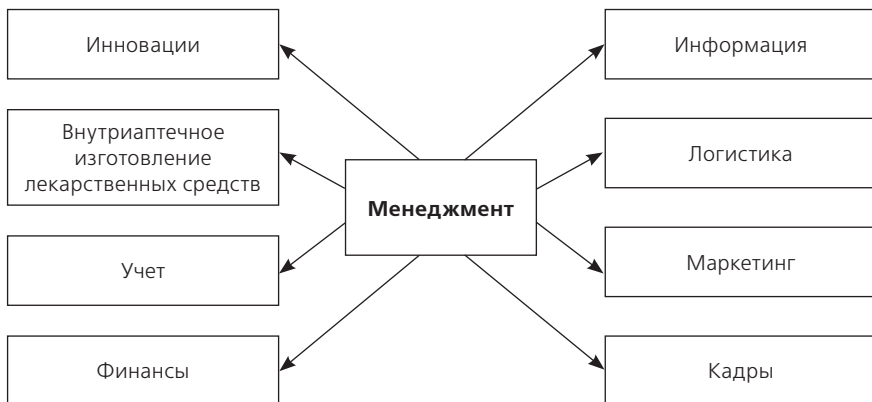 Инновации
Информация
Внутриаптечное
изготовление
лекарственных средств
Логистика
Менеджмент
Учет
Маркетинг
Финансы
Кадры